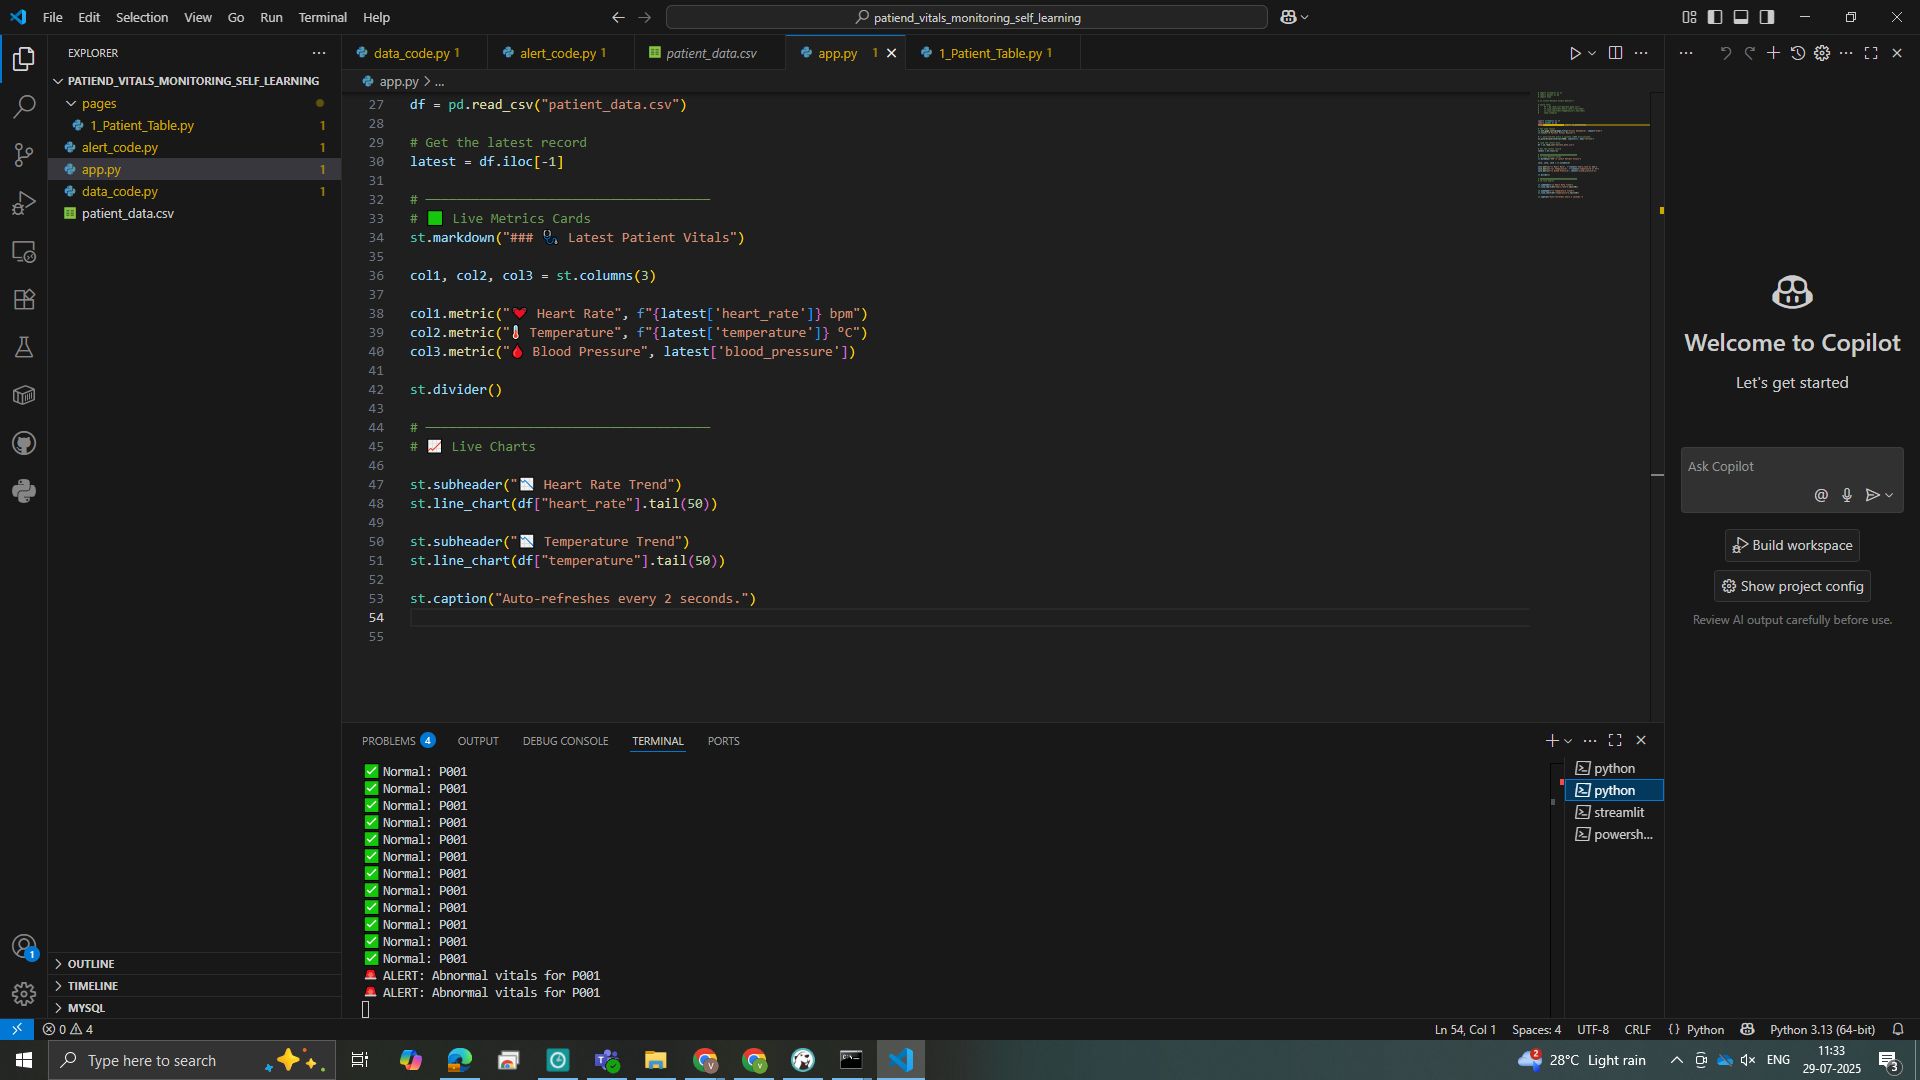 File Edit Selection View Go Run Terminal Help
patiend_vitals_monitoring_self_learning
EXPLORER
PATIEND_VITALS_MONITORING_SELF_LEARNING
pages
1_Patient_Table.py 1
alert_code.py 1
app.py 1
data_code.py 1
patient_data.csv
OUTLINE
TIMELINE
MYSQL
data_code.py 1
alert_code.py 1
patient_data.csv
app.py 1
1_Patient_Table.py 1
app.py > ...
27 df = pd.read_csv("patient_data.csv")
28
29 # Get the latest record
30 latest = df.iloc[-1]
31
32 # ─────────────────────────────────────
33 # 🟩 Live Metrics Cards
34 st.markdown("### 🩺 Latest Patient Vitals")
35
36 col1, col2, col3 = st.columns(3)
37
38 col1.metric("❤️ Heart Rate", f"{latest['heart_rate']} bpm")
39 col2.metric("🌡️ Temperature", f"{latest['temperature']} °C")
40 col3.metric("🩸 Blood Pressure", latest['blood_pressure'])
41
42 st.divider()
43
44 # ─────────────────────────────────────
45 # 📈 Live Charts
46
47 st.subheader("📉 Heart Rate Trend")
48 st.line_chart(df["heart_rate"].tail(50))
49
50 st.subheader("📉 Temperature Trend")
51 st.line_chart(df["temperature"].tail(50))
52
53 st.caption("Auto-refreshes every 2 seconds.")
54
55
PROBLEMS 4 OUTPUT DEBUG CONSOLE TERMINAL PORTS
✅ Normal: P001
✅ Normal: P001
✅ Normal: P001
✅ Normal: P001
✅ Normal: P001
✅ Normal: P001
✅ Normal: P001
✅ Normal: P001
✅ Normal: P001
✅ Normal: P001
✅ Normal: P001
✅ Normal: P001
🚨 ALERT: Abnormal vitals for P001
🚨 ALERT: Abnormal vitals for P001
python
python
streamlit
powersh...
Welcome to Copilot
Let's get started
Ask Copilot
Build workspace
Show project config
Review AI output carefully before use.
1
0 4
Ln 54, Col 1 Spaces: 4 UTF-8 CRLF {} Python Python 3.13 (64-bit)
Type here to search
2
28°C Light rain
ENG
11:33
29-07-2025
3